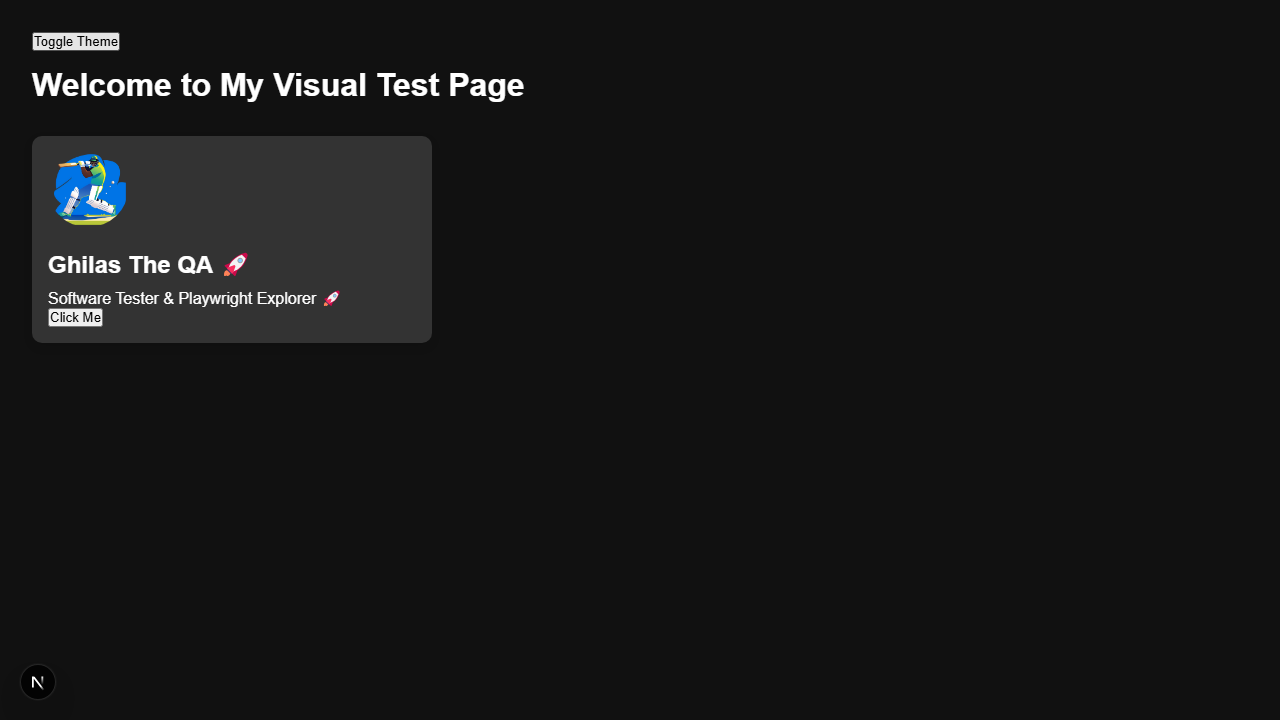 Toggle Theme
Welcome to My Visual Test Page
Ghilas The QA 🚀
Software Tester & Playwright Explorer 🚀
Click Me
N